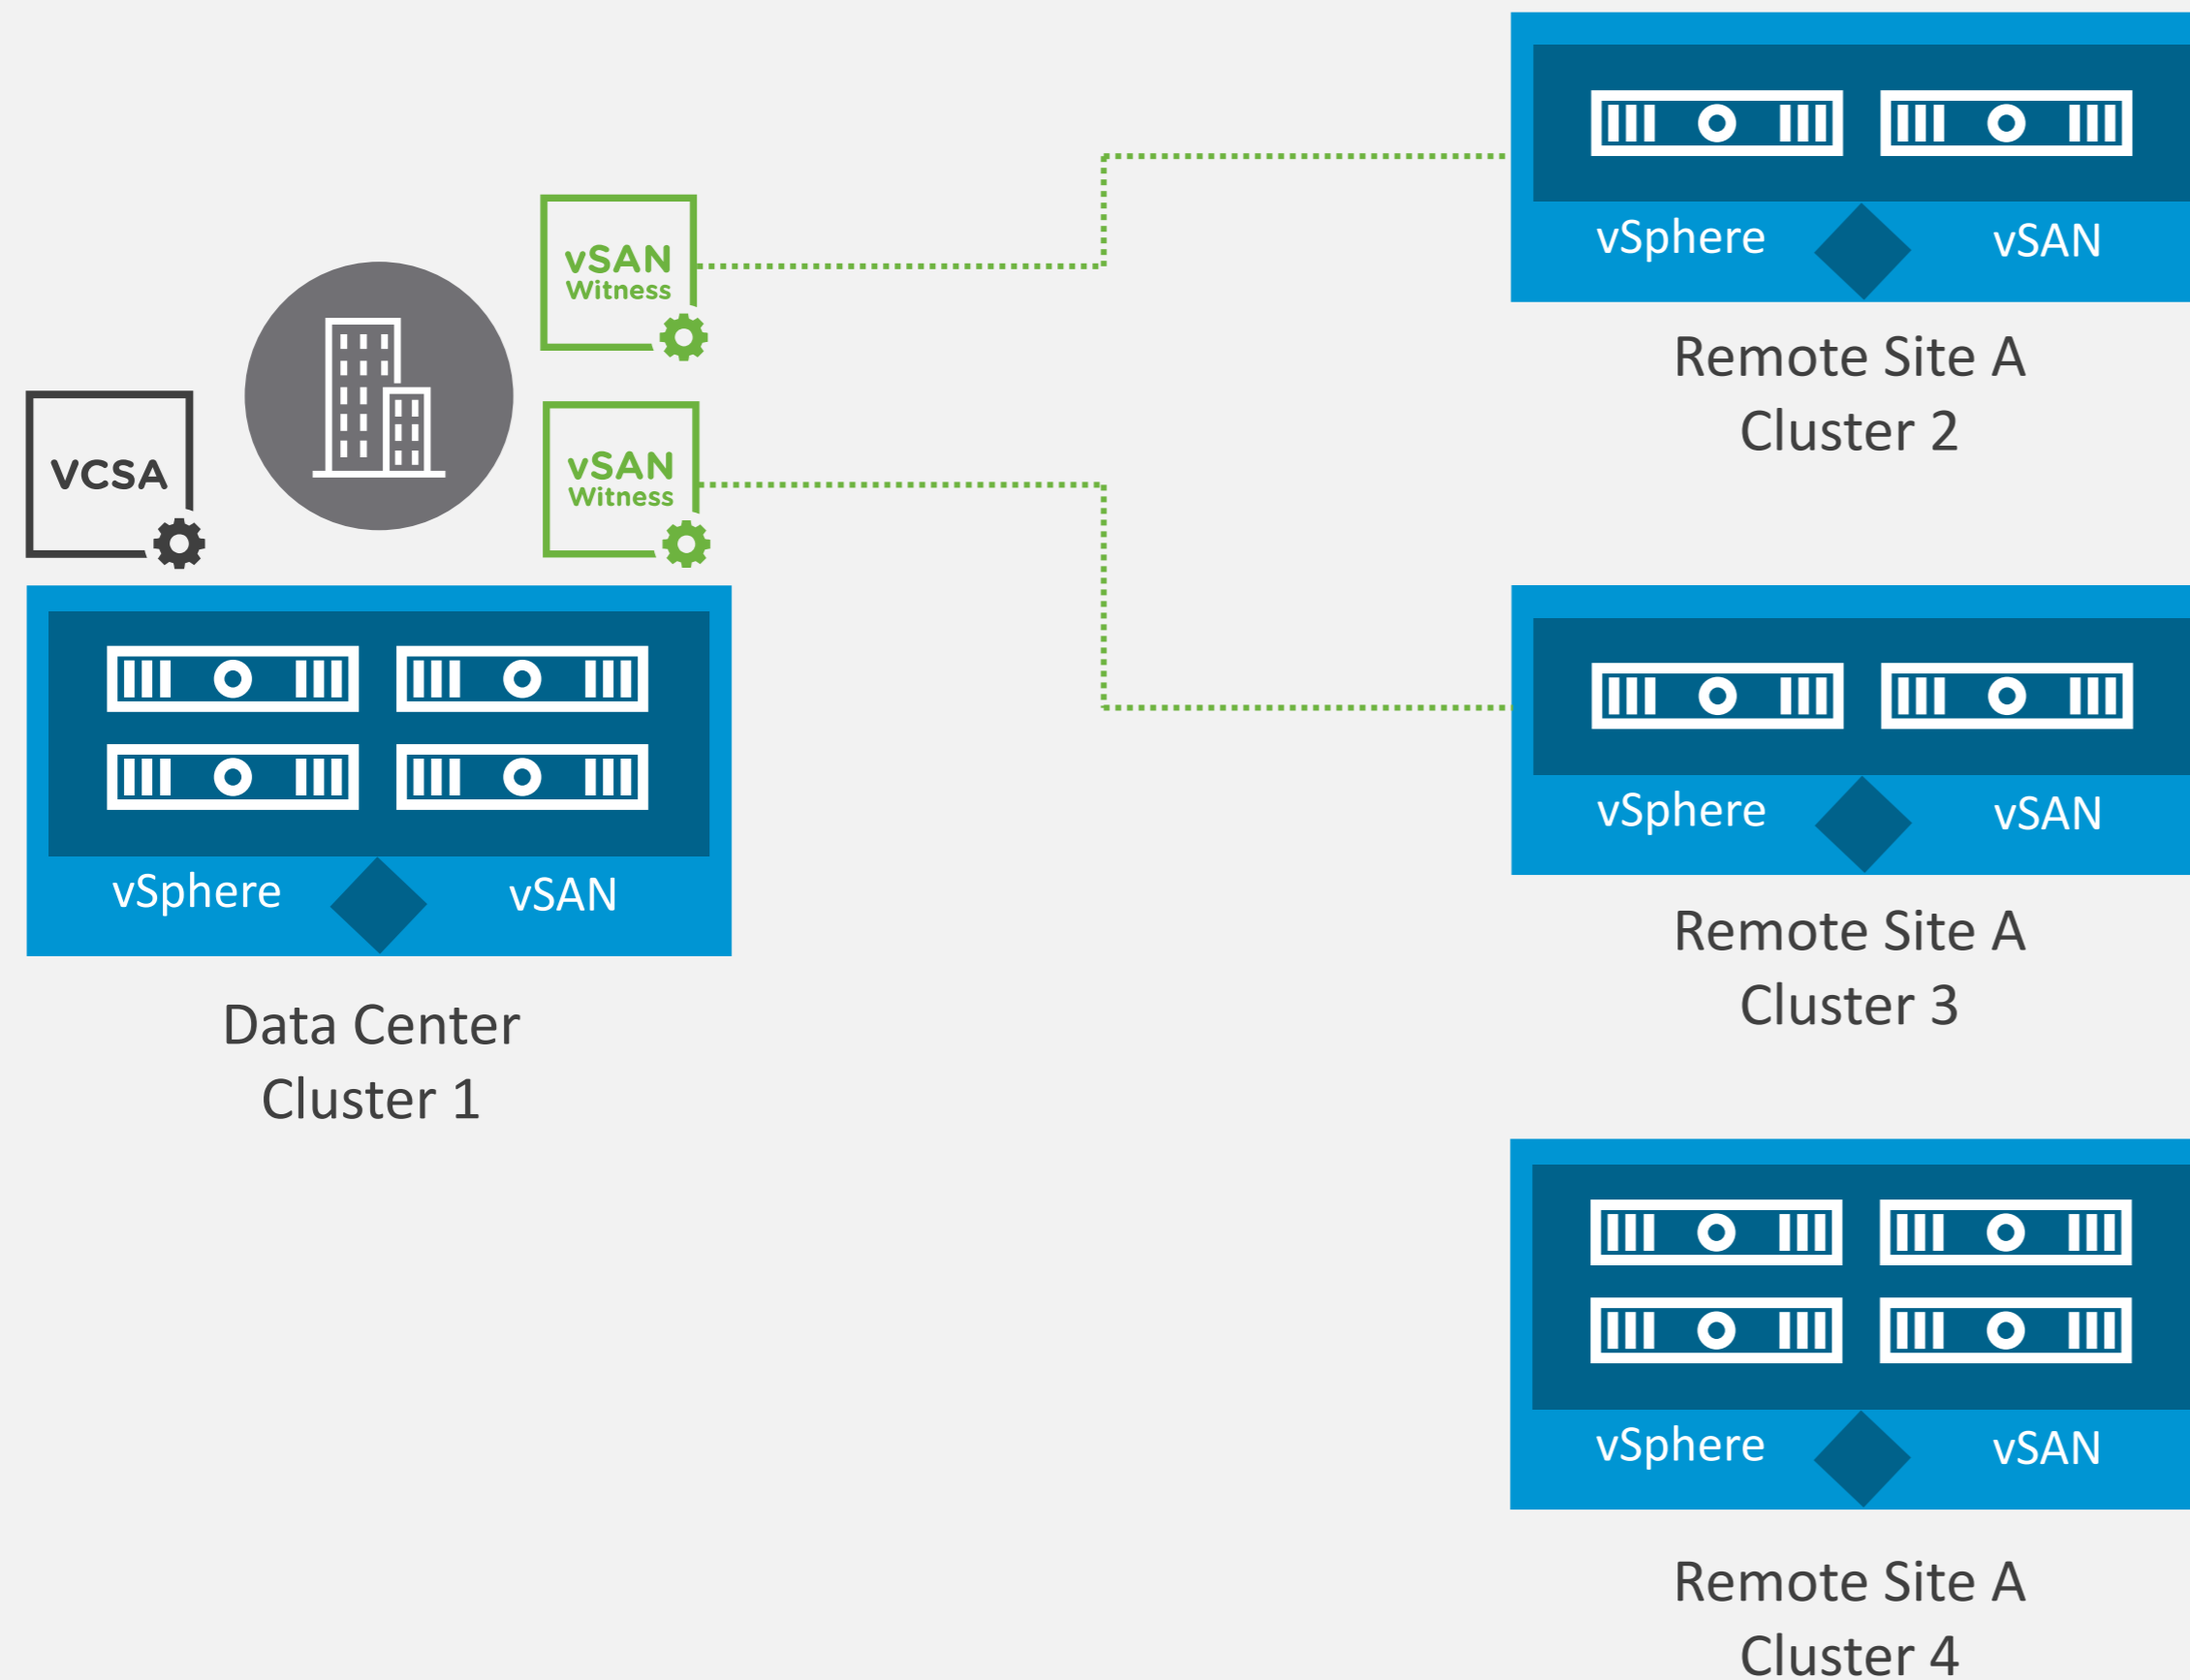 vSAN
Witness
VCSA
vSAN
Witness
vSphere
vSAN
Data Center
Cluster 1
vSphere
vSAN
Remote Site A
Cluster 2
vSphere
vSAN
Remote Site A
Cluster 3
vSphere
vSAN
Remote Site A
Cluster 4